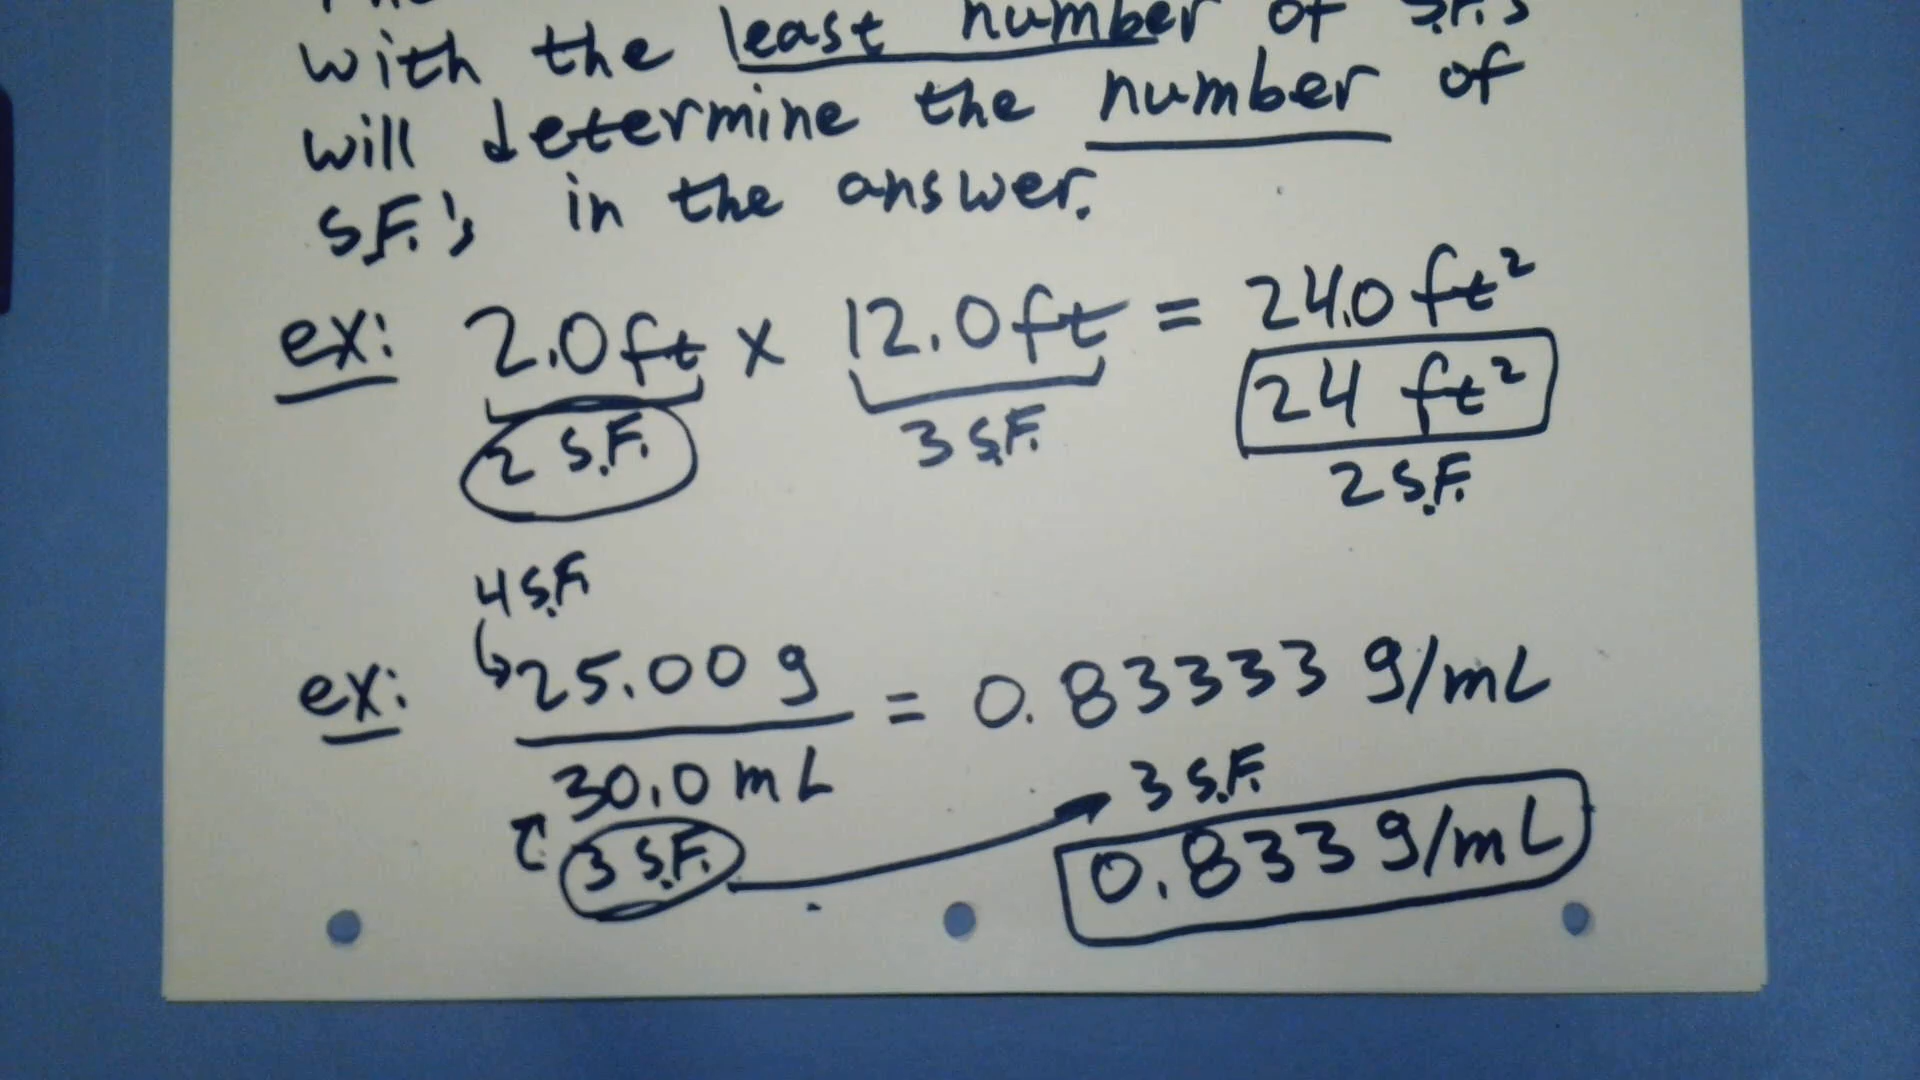 with the least number of S.F.'s
will determine the number of
S.F.'s in the answer.
ex: 2.0 ft x 12.0 ft = 24.0 ft²
24 ft²
2 S.F. 3 S.F. 2 S.F.
4 S.F.
ex: 25.00 g = 0.83333 g/mL
30.0 mL 3 S.F.
3 S.F. 0.833 g/mL